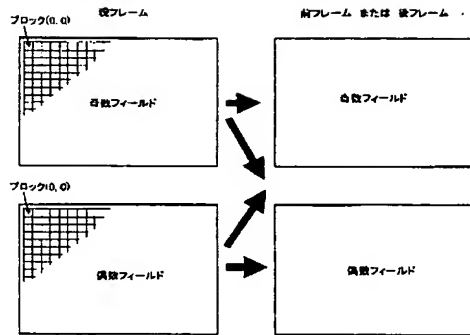 現フレーム
前フレーム または 後フレーム
ブロック(0, 0)
奇数フィールド
奇数フィールド
ブロック(0, 0)
偶数フィールド
偶数フィールド